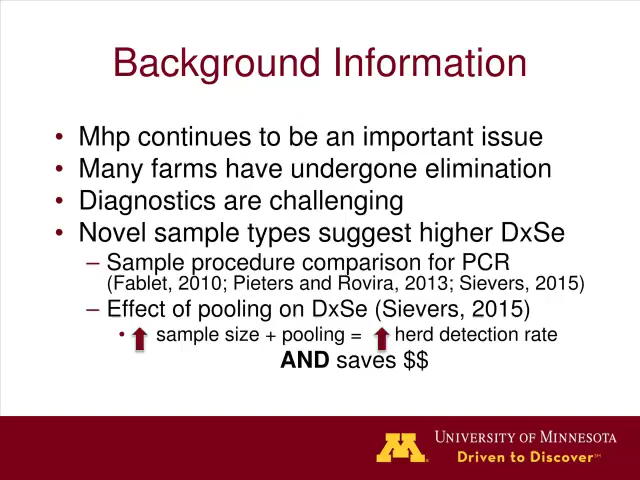 Background Information
• Mhp continues to be an important issue
• Many farms have undergone elimination
• Diagnostics are challenging
• Novel sample types suggest higher DxSe
– Sample procedure comparison for PCR
(Fablet, 2010; Pieters and Rovira, 2013; Sievers, 2015)
– Effect of pooling on DxSe (Sievers, 2015)
• sample size + pooling = herd detection rate
AND saves $$
M
UNIVERSITY OF MINNESOTA
Driven to Discover℠